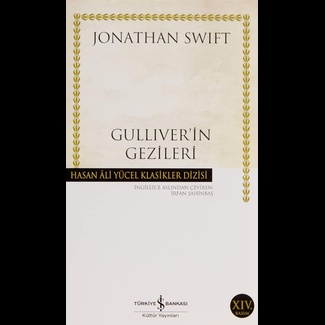 JONATHAN SWIFT
GULLIVER'İN
GEZİLERİ
HASAN ÂLİ YÜCEL KLASİKLER DİZİSİ
İNGİLİZCE ASLINDAN ÇEVİREN:
İRFAN ŞAHİNBAŞ
XIV.
BASIM
TÜRKİYE İŞ BANKASI
Kültür Yayınları